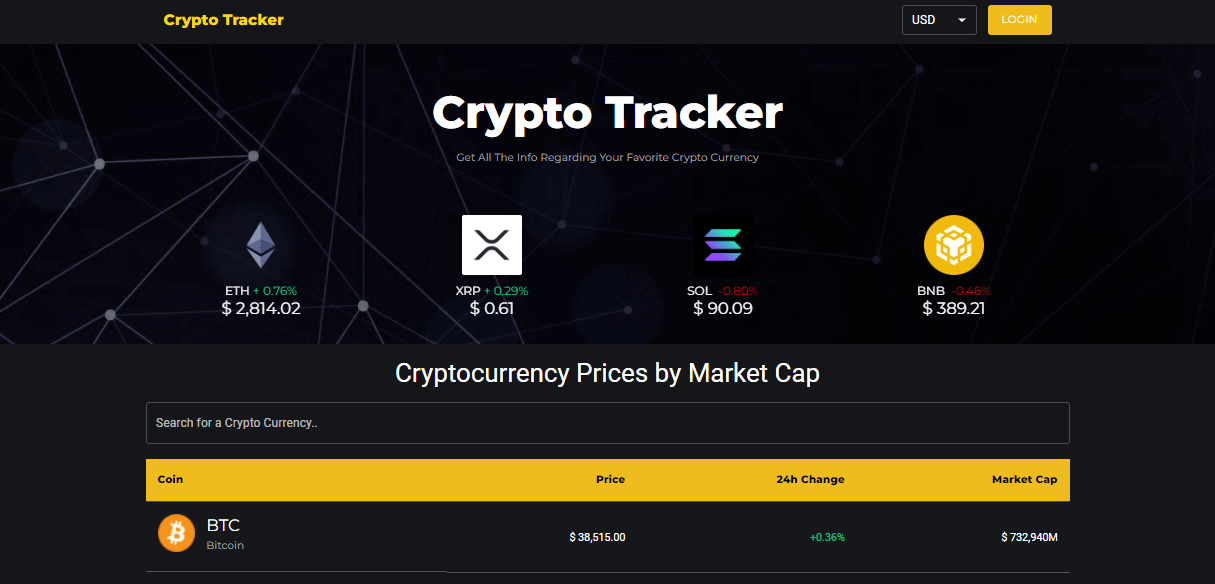 Crypto Tracker
USD
LOGIN
Crypto Tracker
Get All The Info Regarding Your Favorite Crypto Currency
ETH + 0.76%
$ 2,814.02
XRP + 0.29%
$ 0.61
SOL -0.80%
$ 90.09
BNB -0.46%
$ 389.21
Cryptocurrency Prices by Market Cap
Search for a Crypto Currency..
Coin Price 24h Change Market Cap
BTC
Bitcoin
$ 38,515.00 +0.36% $ 732,940M